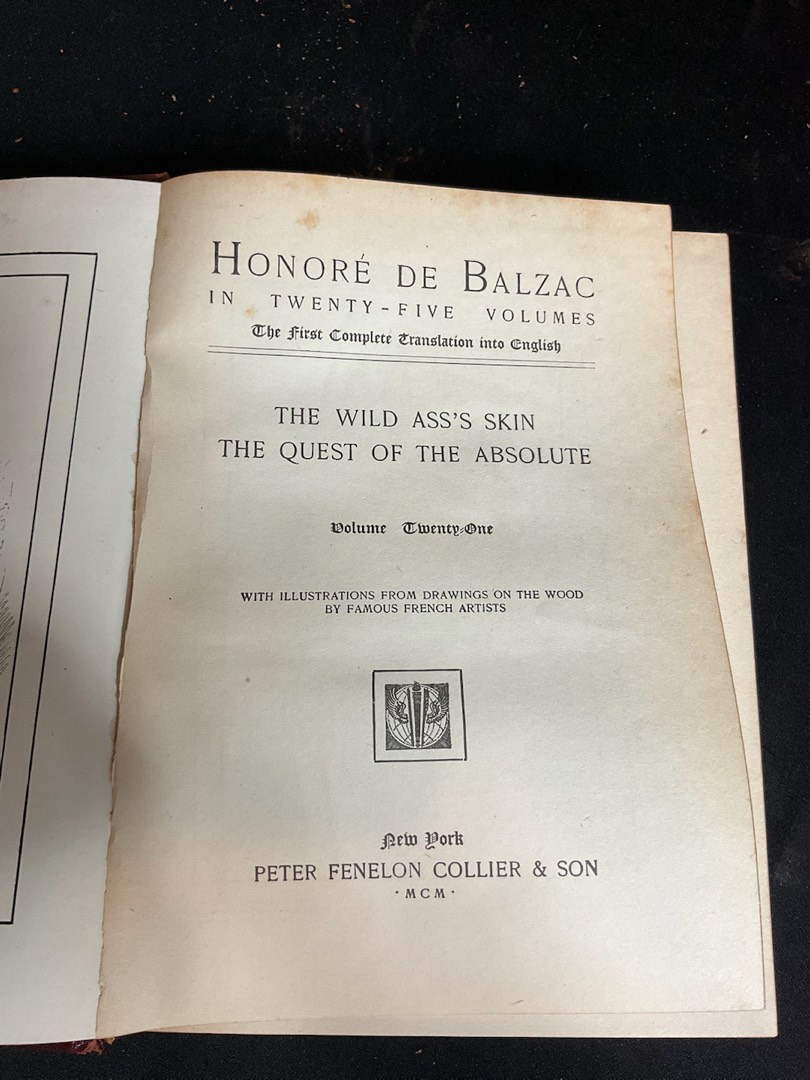 HONORÉ DE BALZAC
IN TWENTY-FIVE VOLUMES
The First Complete Translation into English
THE WILD ASS'S SKIN
THE QUEST OF THE ABSOLUTE
Volume Twenty-One
WITH ILLUSTRATIONS FROM DRAWINGS ON THE WOOD
BY FAMOUS FRENCH ARTISTS
New York
PETER FENELON COLLIER & SON
· MCM ·